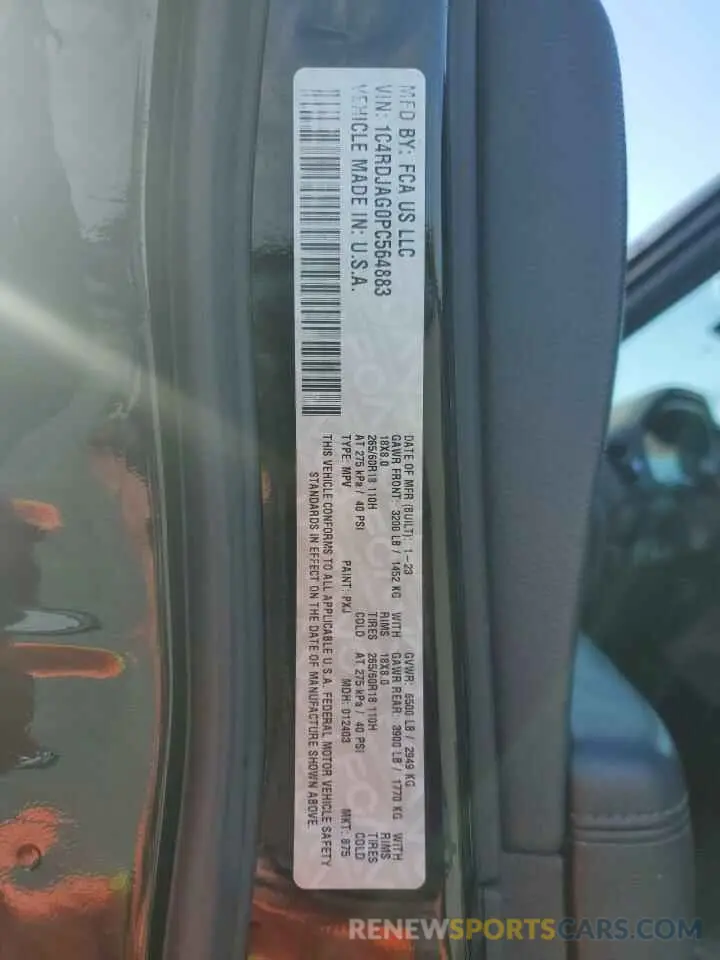 MFD BY: FCA US LLC
VIN: 1C4RDJAG0PC564883
VEHICLE MADE IN: U.S.A.
DATE OF MFR (BUILT): 1-23 GVWR: 6500 LB / 2949 KG
GAWR FRONT: 3200 LB / 1452 KG WITH GAWR REAR: 3900 LB / 1770 KG WITH
18X8.0 RIMS 18X8.0 RIMS
265/60R18 110H TIRES 265/60R18 110H TIRES
AT 275 kPa / 40 PSI COLD AT 275 kPa / 40 PSI COLD
TYPE: MPV PAINT: PXJ MDH: 012403 MKT: 875
THIS VEHICLE CONFORMS TO ALL APPLICABLE U.S.A. FEDERAL MOTOR VEHICLE SAFETY
STANDARDS IN EFFECT ON THE DATE OF MANUFACTURE SHOWN ABOVE.
RENEWSPORTSCARS.COM